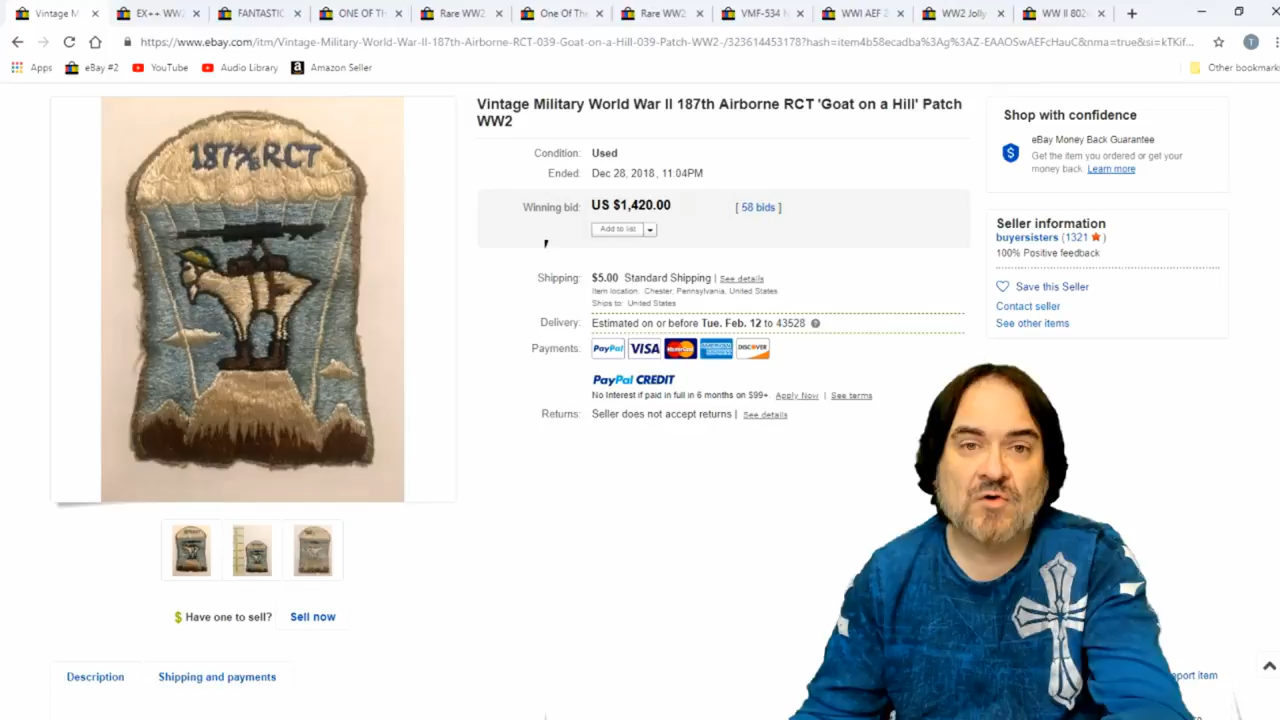 Vintage M
EX++ WW
FANTASTIC
ONE OF Th
Rare WW2
One Of The
Rare WW2
VMF-534
WWI AEF 2
WW2 Jolly
WW II 802
https://www.ebay.com/itm/Vintage-Military-World-War-II-187th-Airborne-RCT-039-Goat-on-a-Hill-039-Patch-WW2-/323614453178?hash=item4b58ecadba%3Ag%3AZ-EAAOSwAEFcHauC&nma=true&si=kTKif...
T
Apps
eBay #2
YouTube
Audio Library
Amazon Seller
Other bookmark
187th RCT
Vintage Military World War II 187th Airborne RCT 'Goat on a Hill' Patch
WW2
Condition: Used
Ended: Dec 28, 2018 , 11:04PM
Winning bid: US $1,420.00 [ 58 bids ]
Add to list
Shipping: $5.00 Standard Shipping | See details
Item location: Chester, Pennsylvania, United States
Ships to: United States
Delivery: Estimated on or before Tue. Feb. 12 to 43528
Payments: PayPal VISA MasterCard AMERICAN EXPRESS DISCOVER
PayPal CREDIT
No Interest if paid in full in 6 months on $99+. Apply Now | See terms
Returns: Seller does not accept returns | See details
Shop with confidence
eBay Money Back Guarantee
Get the item you ordered or get your
money back. Learn more
Seller information
buyersisters (1321 )
100% Positive feedback
Save this Seller
Contact seller
See other items
$ Have one to sell? Sell now
Description
Shipping and payments
eport item